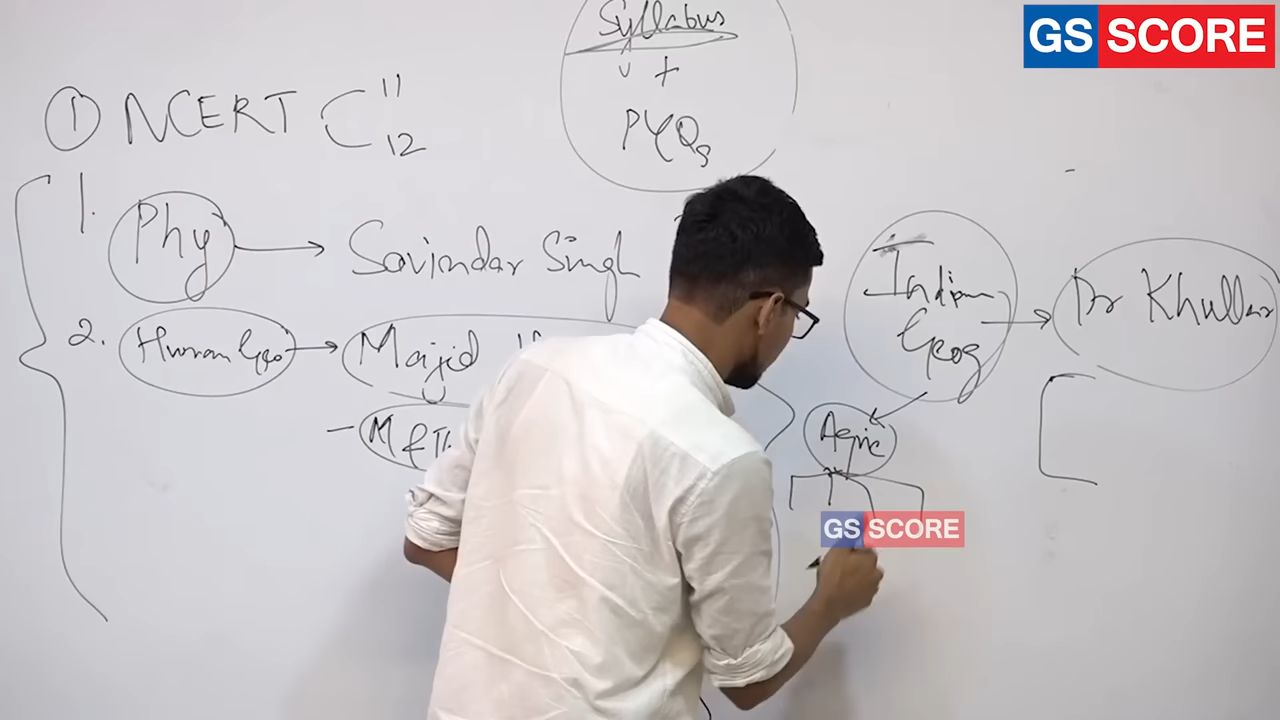 GS SCORE
Syllabus
+
PYQs
① NCERT C 11
12
1. Phy → Savindar Singh
2. Human Geo → Majid
- M & T
Indian Geog → Dr Khullar
Agric
GS SCORE